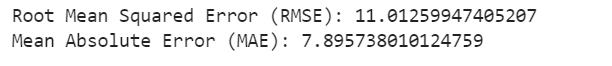 Root Mean Squared Error (RMSE): 11.01259947405207
Mean Absolute Error (MAE): 7.895738010124759